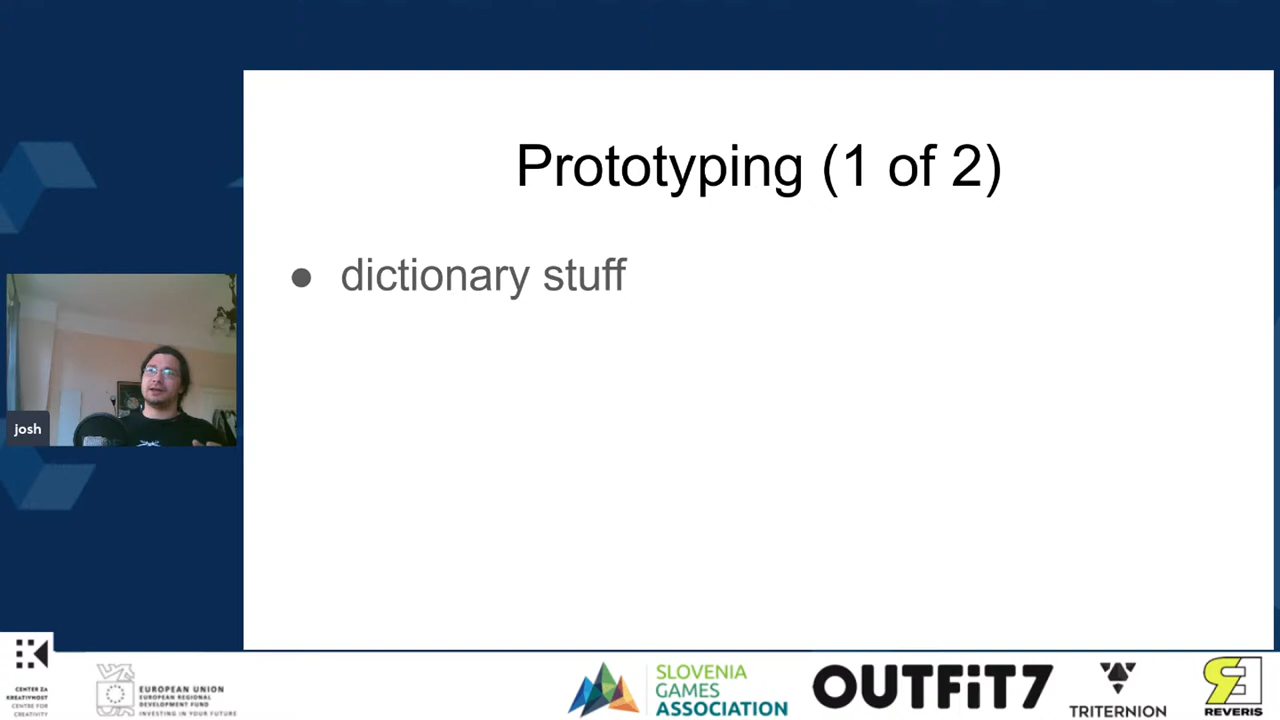 Prototyping (1 of 2)
● dictionary stuff
josh
CENTER ZA
KREATIVNOST
CENTRE FOR
CREATIVITY
EUROPEAN UNION
EUROPEAN REGIONAL
DEVELOPMENT FUND
INVESTING IN YOUR FUTURE
SLOVENIA
GAMES
ASSOCIATION
OUTFiT7
TRITERNION
REVERIS